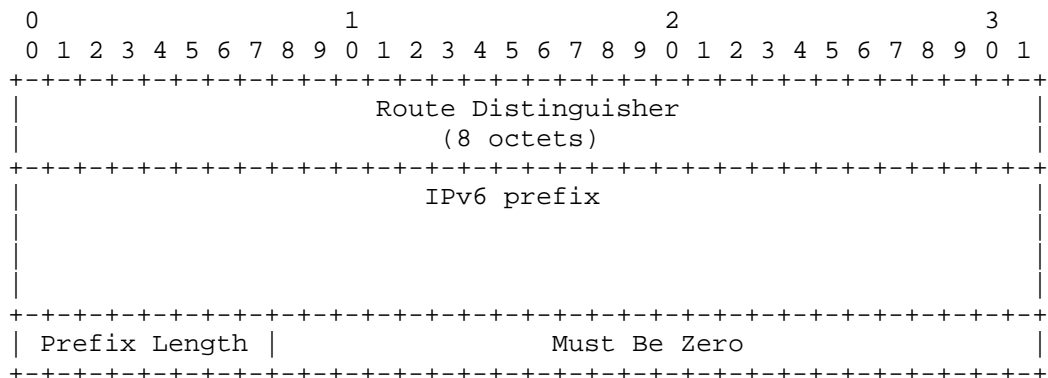 0                   1                   2                   3
 0 1 2 3 4 5 6 7 8 9 0 1 2 3 4 5 6 7 8 9 0 1 2 3 4 5 6 7 8 9 0 1
+-+-+-+-+-+-+-+-+-+-+-+-+-+-+-+-+-+-+-+-+-+-+-+-+-+-+-+-+-+-+-+-+
|                      Route Distinguisher                      |
|                          (8 octets)                           |
+-+-+-+-+-+-+-+-+-+-+-+-+-+-+-+-+-+-+-+-+-+-+-+-+-+-+-+-+-+-+-+-+
|                         IPv6 prefix                           |
|                                                               |
|                                                               |
|                                                               |
+-+-+-+-+-+-+-+-+-+-+-+-+-+-+-+-+-+-+-+-+-+-+-+-+-+-+-+-+-+-+-+-+
| Prefix Length |                 Must Be Zero                  |
+-+-+-+-+-+-+-+-+-+-+-+-+-+-+-+-+-+-+-+-+-+-+-+-+-+-+-+-+-+-+-+-+